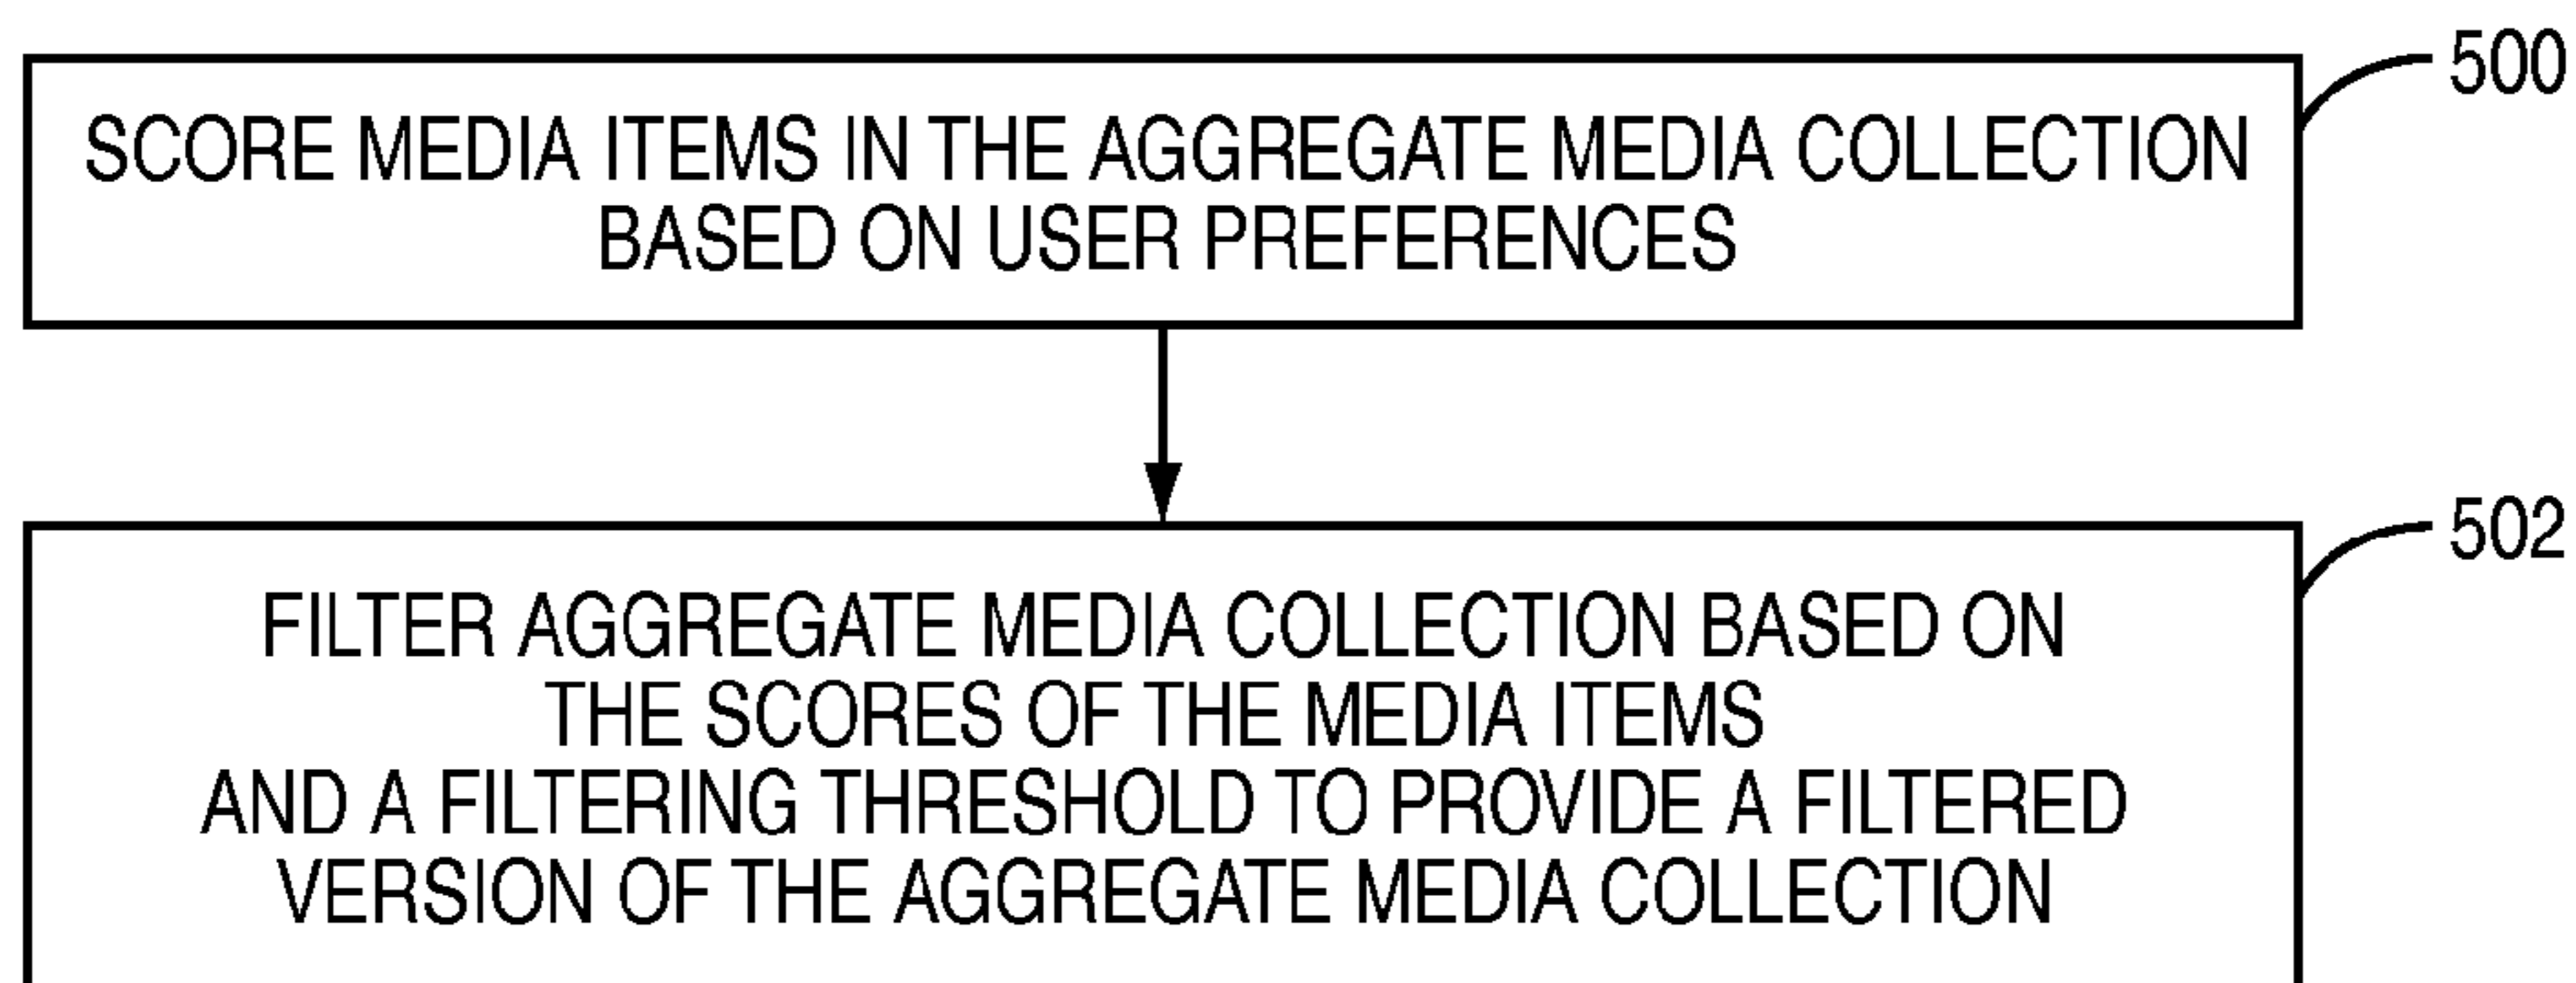 500
SCORE MEDIA ITEMS IN THE AGGREGATE MEDIA COLLECTION
BASED ON USER PREFERENCES
502
FILTER AGGREGATE MEDIA COLLECTION BASED ON
THE SCORES OF THE MEDIA ITEMS
AND A FILTERING THRESHOLD TO PROVIDE A FILTERED
VERSION OF THE AGGREGATE MEDIA COLLECTION